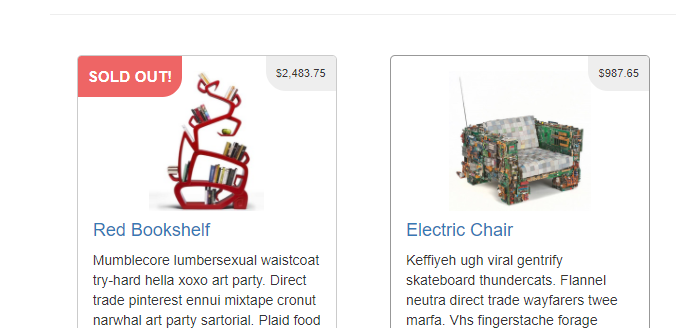 SOLD OUT!
$2,483.75
Red Bookshelf
Mumblecore lumbersexual waistcoat
try-hard hella xoxo art party. Direct
trade pinterest ennui mixtape cronut
narwhal art party sartorial. Plaid food
$987.65
Electric Chair
Keffiyeh ugh viral gentrify
skateboard thundercats. Flannel
neutra direct trade wayfarers twee
marfa. Vhs fingerstache forage